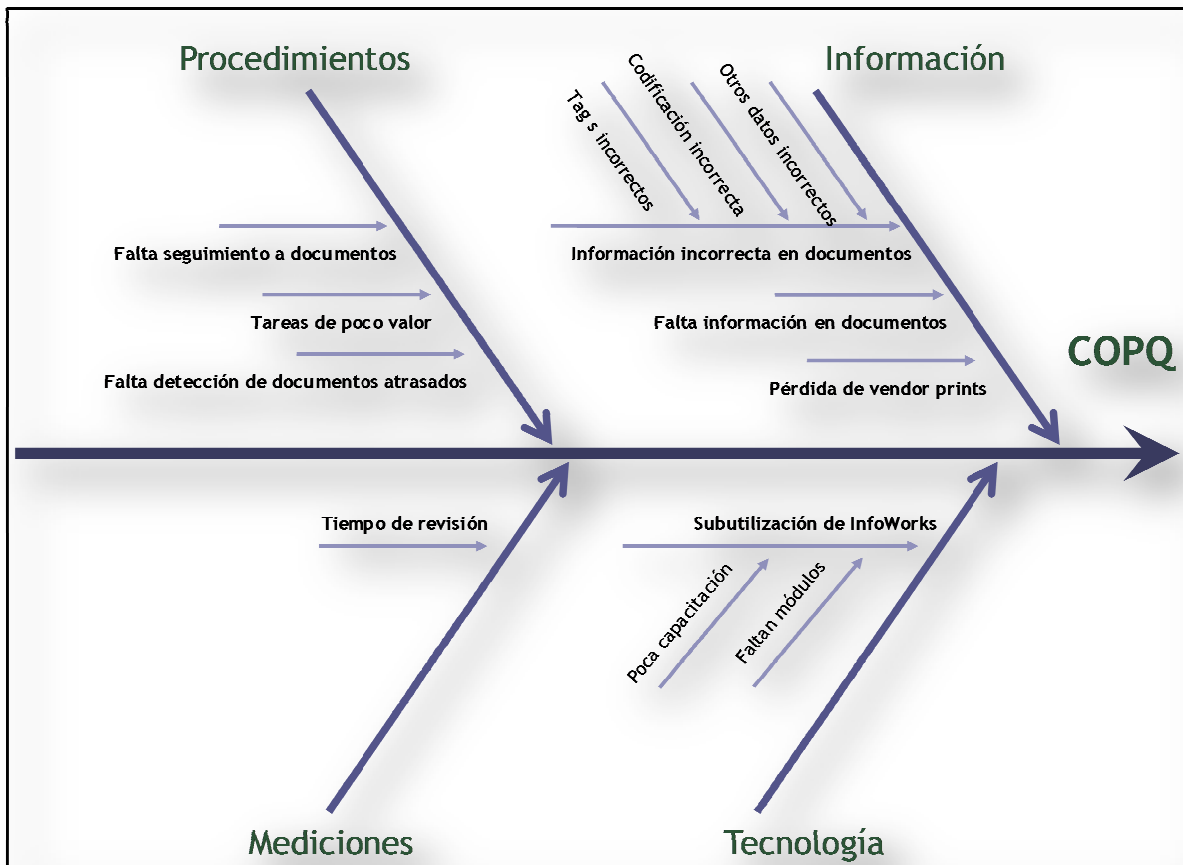 Procedimientos
Información
Tag s incorrectos
Codificación incorrecta
Otros datos incorrectos
Falta seguimiento a documentos
Información incorrecta en documentos
Tareas de poco valor
Falta información en documentos
COPQ
Falta detección de documentos atrasados
Pérdida de vendor prints
Tiempo de revisión
Subutilización de InfoWorks
Poca capacitación
Faltan módulos
Mediciones
Tecnología